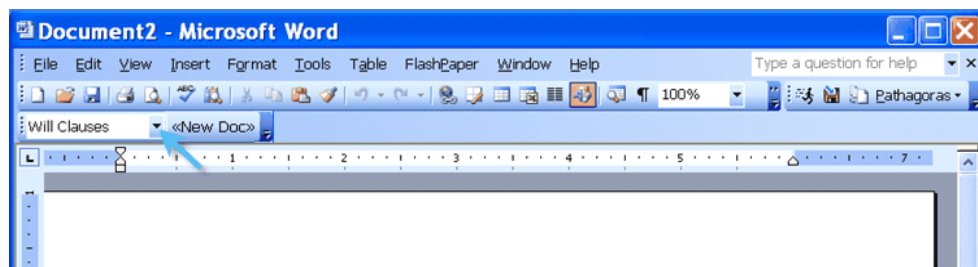 Document2 - Microsoft Word
File Edit View Insert Format Tools Table FlashPaper Window Help Type a question for help
ABC ¶ 100% Pathagoras
Will Clauses «New Doc»
L 1 2 3 4 5 7